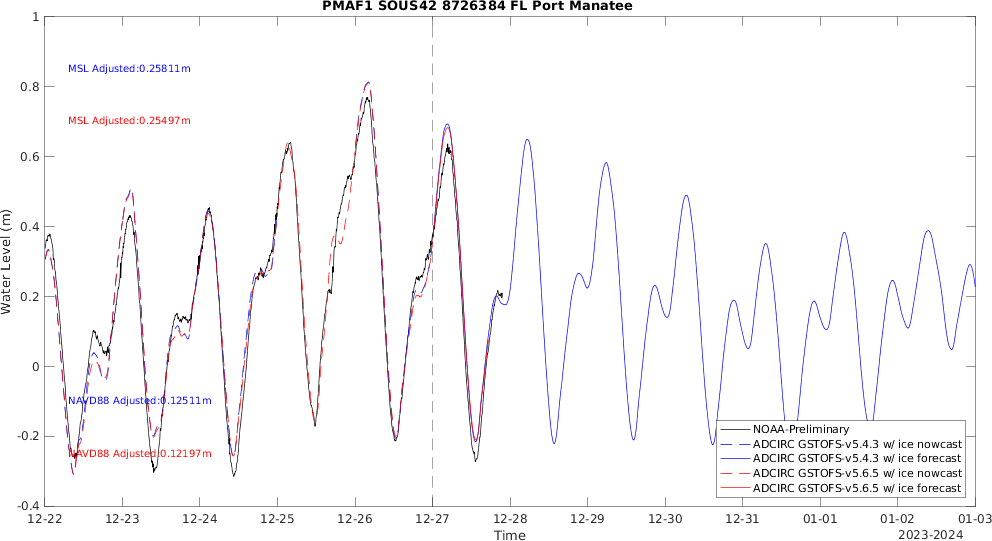 PMAF1 SOUS42 8726384 FL Port Manatee
1
0.8
0.6
0.4
0.2
0
-0.2
-0.4
Water Level (m)
MSL Adjusted:0.25811m
MSL Adjusted:0.25497m
NAVD88 Adjusted:0.12511m
NAVD88 Adjusted:0.12197m
NOAA-Preliminary
ADCIRC GSTOFS-v5.4.3 w/ ice nowcast
ADCIRC GSTOFS-v5.4.3 w/ ice forecast
ADCIRC GSTOFS-v5.6.5 w/ ice nowcast
ADCIRC GSTOFS-v5.6.5 w/ ice forecast
12-22 12-23 12-24 12-25 12-26 12-27 12-28 12-29 12-30 12-31 01-01 01-02 01-03
Time
2023-2024